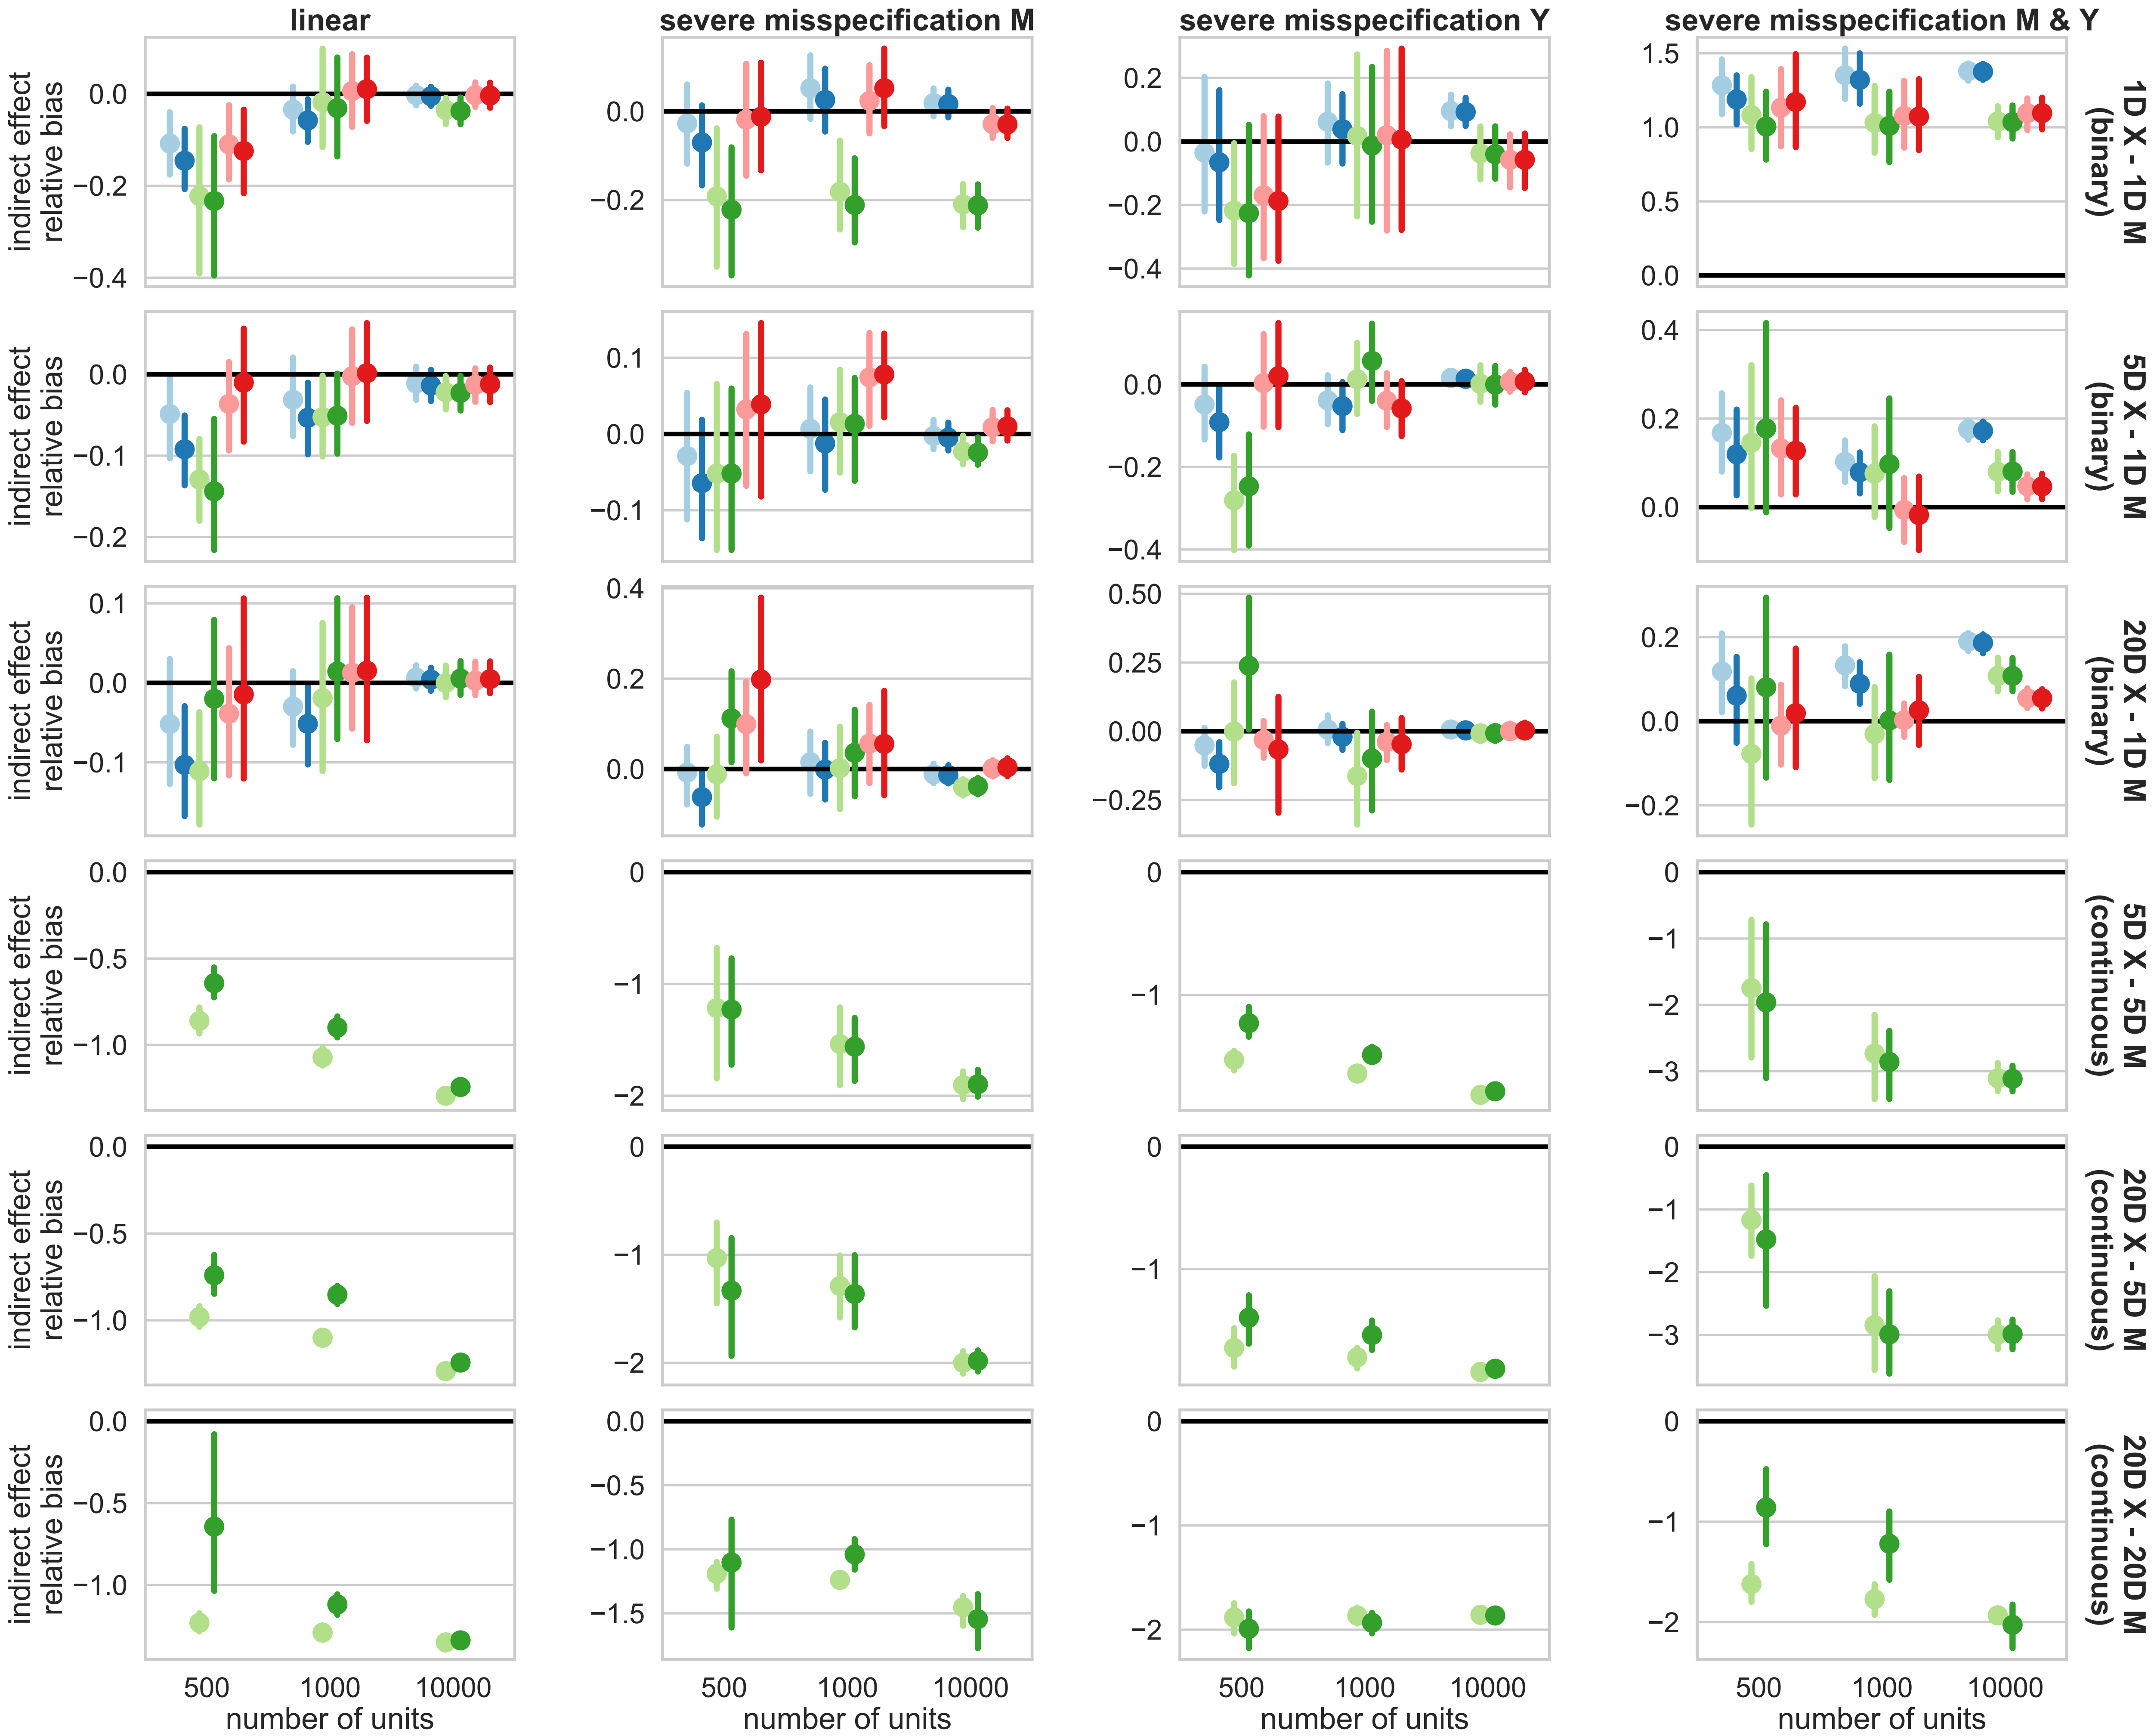 linear
severe misspecification M
severe misspecification Y
severe misspecification M & Y
indirect effect
relative bias
0.0
−0.2
−0.4
0.0
−0.2
0.2
0.0
−0.2
−0.4
1.5
1.0
0.5
0.0
1D X - 1D M
(binary)
indirect effect
relative bias
0.0
−0.1
−0.2
0.1
0.0
−0.1
0.0
−0.2
−0.4
0.4
0.2
0.0
5D X - 1D M
(binary)
indirect effect
relative bias
0.1
0.0
−0.1
0.4
0.2
0.0
0.50
0.25
0.00
−0.25
0.2
0.0
−0.2
20D X - 1D M
(binary)
indirect effect
relative bias
0.0
−0.5
−1.0
0
−1
−2
0
−1
0
−1
−2
−3
5D X - 5D M
(continuous)
indirect effect
relative bias
0.0
−0.5
−1.0
0
−1
−2
0
−1
0
−1
−2
−3
20D X - 5D M
(continuous)
indirect effect
relative bias
0.0
−0.5
−1.0
0.0
−0.5
−1.0
−1.5
0
−1
−2
0
−1
−2
20D X - 20D M
(continuous)
500 1000 10000
number of units
500 1000 10000
number of units
500 1000 10000
number of units
500 1000 10000
number of units